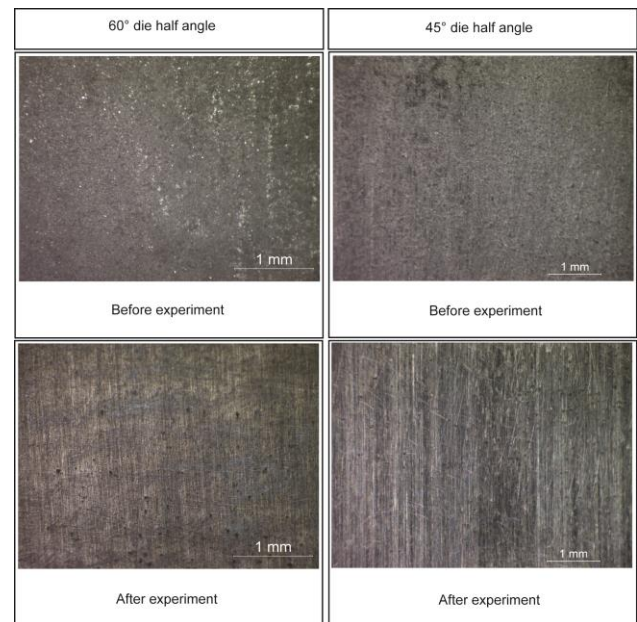 60° die half angle
45° die half angle
1 mm
1 mm
Before experiment
Before experiment
1 mm
1 mm
After experiment
After experiment